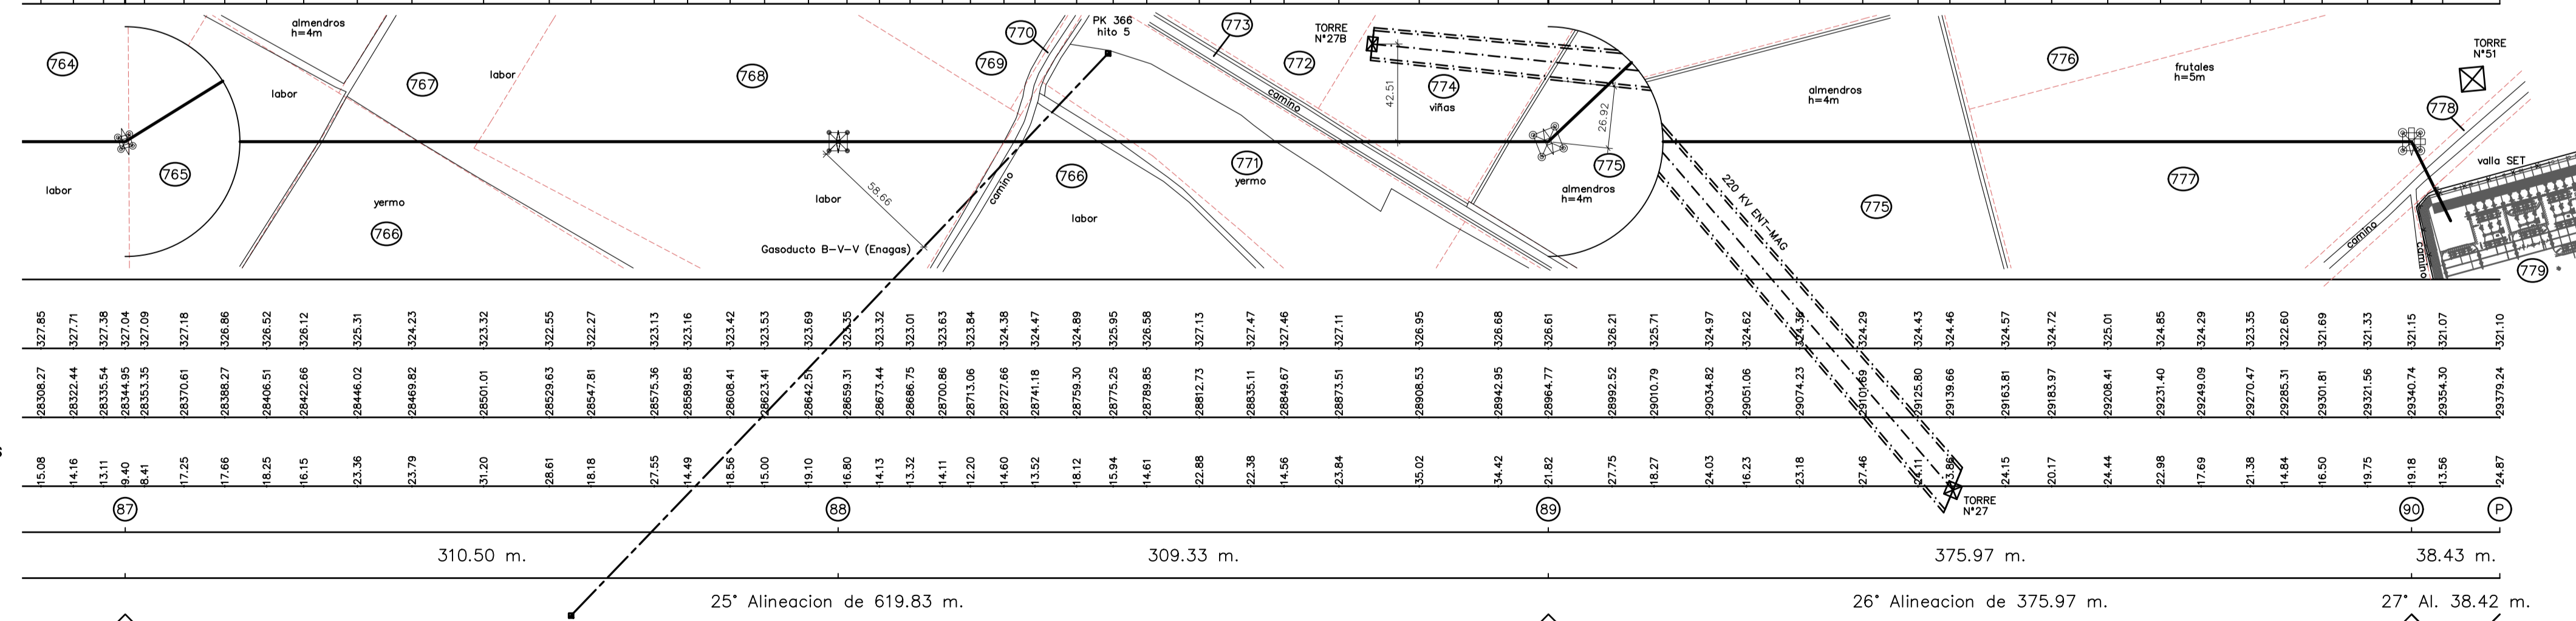 764
765
almendros
h=4m
labor
767
labor
768
769
770
PK 366
hito 5
773
772
TORRE
N°27B
774
viñas
42.51
26.92
camino
almendros
h=4m
776
frutales
h=5m
TORRE
N°51
778
valla SET
labor
yermo
766
labor
58.66
Gasoducto B-V-V (Enagas)
camino
766
labor
771
yermo
775
almendros
h=4m
220 KV ENT-MAG
775
777
camino
camino
779
327.85 327.71 327.38 327.04 327.09 327.18 326.86 326.52 326.12 325.31 324.23 323.32 322.55 322.27 323.13 323.16 323.42 323.53 323.69 323.35 323.32 323.01 323.63 323.84 324.38 324.47 324.89 325.95 326.58 327.13 327.47 327.46 327.11 326.95 326.68 326.61 326.21 325.71 324.97 324.62 324.36 324.29 324.43 324.46 324.57 324.72 325.01 324.85 324.29 323.35 322.60 321.69 321.33 321.15 321.07 321.10
28308.27 28322.44 28335.54 28344.95 28353.35 28370.61 28388.27 28406.51 28422.66 28446.02 28469.82 28501.01 28529.63 28547.81 28575.36 28589.85 28608.41 28623.41 28642.51 28659.31 28673.44 28686.75 28700.86 28713.06 28727.66 28741.18 28759.30 28775.25 28789.85 28812.73 28835.11 28849.67 28873.51 28908.53 28942.95 28964.77 28992.52 29010.79 29034.82 29051.06 29074.23 29101.69 29125.80 29139.66 29163.81 29183.97 29208.41 29231.40 29249.09 29270.47 29285.31 29301.81 29321.56 29340.74 29354.30 29379.24
15.08 14.16 13.11 9.40 8.41 17.25 17.66 18.25 16.15 23.36 23.79 31.20 28.61 18.18 27.55 14.49 18.56 15.00 19.10 16.80 14.13 13.32 14.11 12.20 14.60 13.52 18.12 15.94 14.61 22.88 22.38 14.56 23.84 35.02 34.42 21.82 27.75 18.27 24.03 16.23 23.18 27.46 24.11 13.86 24.15 20.17 24.44 22.98 17.69 21.38 14.84 16.50 19.75 19.18 13.56 24.87
87 88 89 90 P
TORRE
N°27
310.50 m. 309.33 m. 375.97 m. 38.43 m.
25° Alineacion de 619.83 m. 26° Alineacion de 375.97 m. 27° Al. 38.42 m.